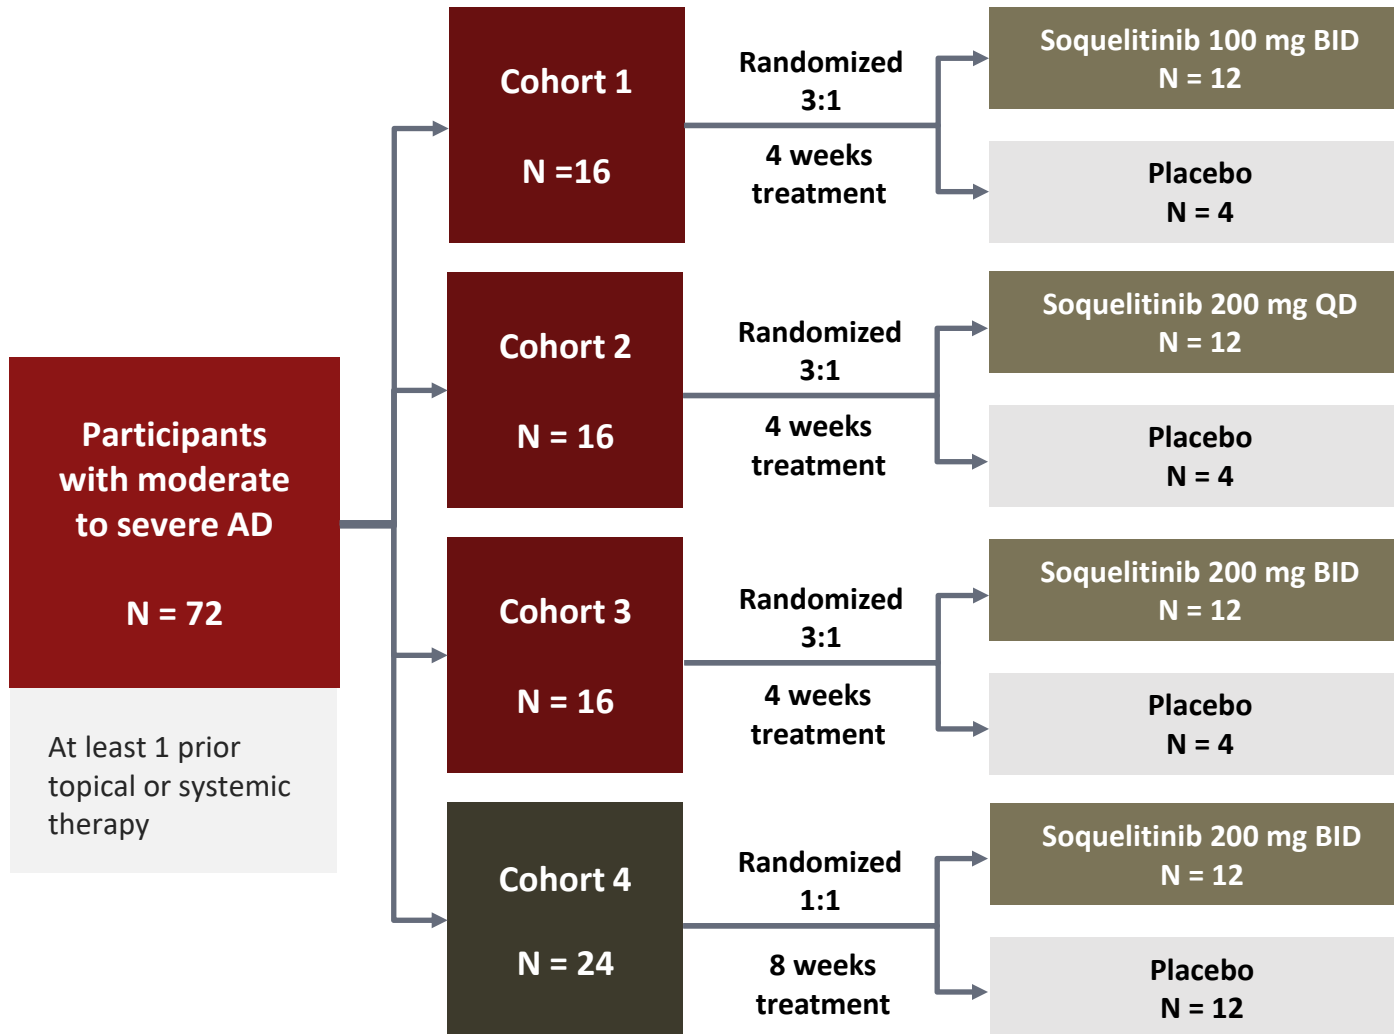 Participants
with moderate
to severe AD
N = 72
At least 1 prior
topical or systemic
therapy
Cohort 1
N =16
Randomized
3:1
4 weeks
treatment
Soquelitinib 100 mg BID
N = 12
Placebo
N = 4
Cohort 2
N = 16
Randomized
3:1
4 weeks
treatment
Soquelitinib 200 mg QD
N = 12
Placebo
N = 4
Cohort 3
N = 16
Randomized
3:1
4 weeks
treatment
Soquelitinib 200 mg BID
N = 12
Placebo
N = 4
Cohort 4
N = 24
Randomized
1:1
8 weeks
treatment
Soquelitinib 200 mg BID
N = 12
Placebo
N = 12